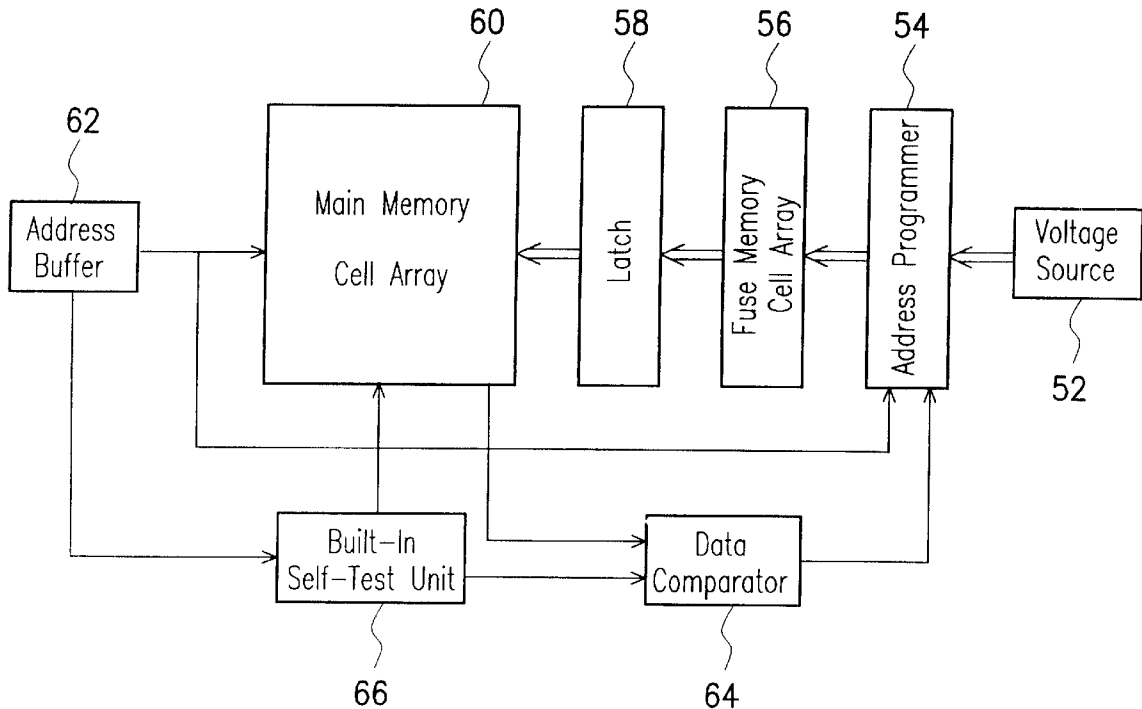 60
58
56
54
62
Address
Buffer
Main Memory
Cell Array
Latch
Fuse Memory
Cell Array
Address Programmer
Voltage
Source
52
Built-In
Self-Test Unit
Data
Comparator
66
64